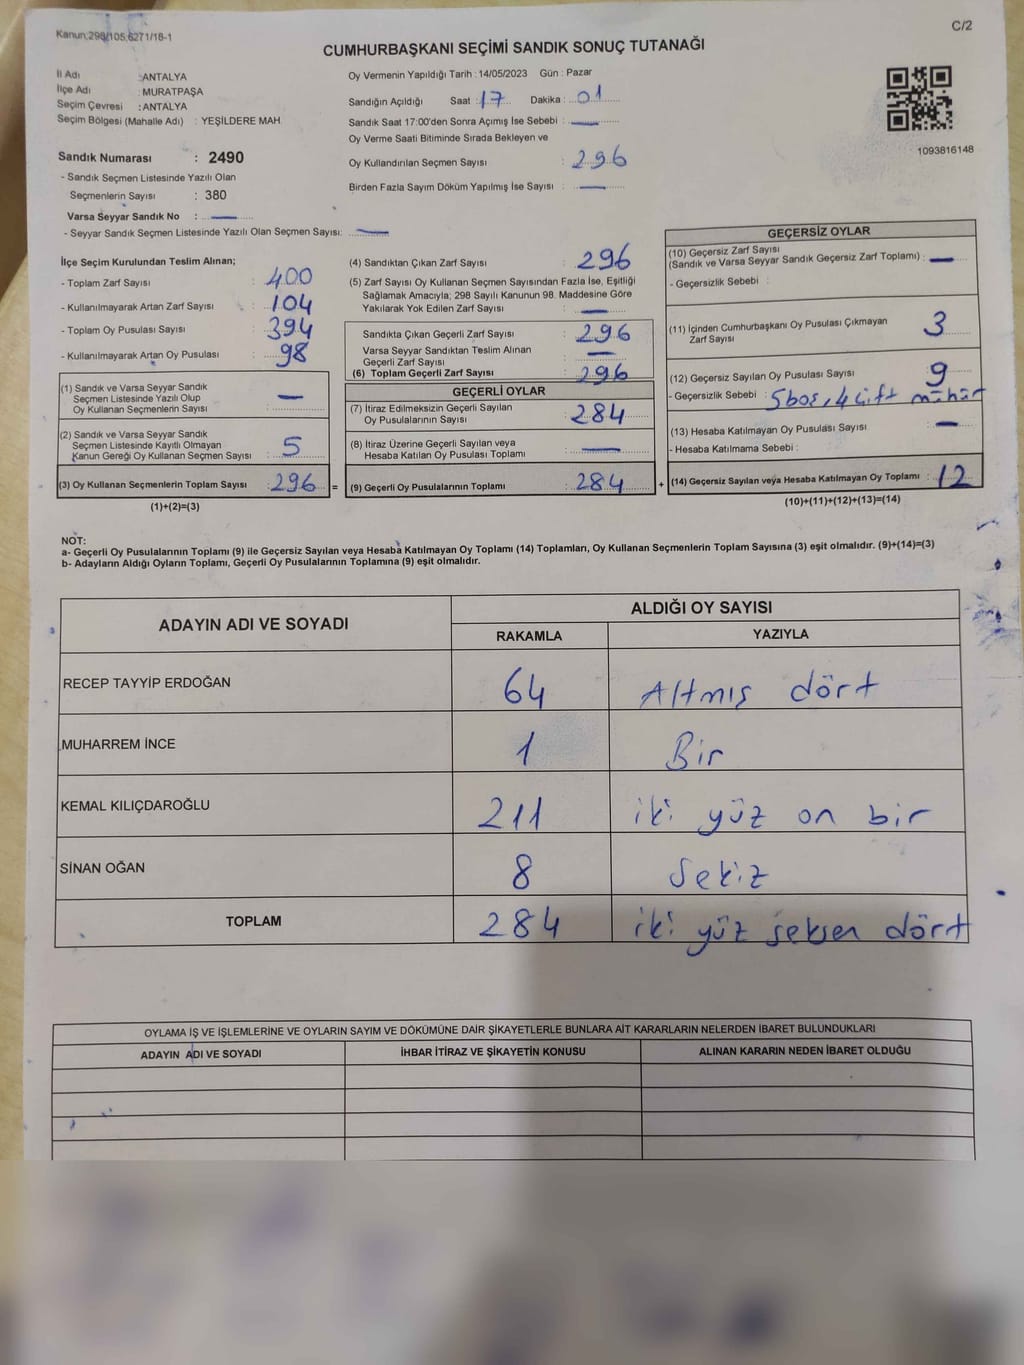 Kanun:298/105,6271/18-1
C/2
CUMHURBAŞKANI SEÇİMİ SANDIK SONUÇ TUTANAĞI
İl Adı : ANTALYA
İlçe Adı : MURATPAŞA
Seçim Çevresi : ANTALYA
Seçim Bölgesi (Mahalle Adı) : YEŞİLDERE MAH
Sandık Numarası : 2490
- Sandık Seçmen Listesinde Yazılı Olan
Seçmenlerin Sayısı : 380
Varsa Seyyar Sandık No : —
- Seyyar Sandık Seçmen Listesinde Yazılı Olan Seçmen Sayısı: —
Oy Vermenin Yapıldığı Tarih : 14/05/2023 Gün : Pazar
Sandığın Açıldığı Saat : 17 Dakika : 01
Sandık Saat 17:00'den Sonra Açımış İse Sebebi : —
Oy Verme Saati Bitiminde Sırada Bekleyen ve
Oy Kullandırılan Seçmen Sayısı : 296
Birden Fazla Sayım Döküm Yapılmış İse Sayısı : —
1093816148
İlçe Seçim Kurulundan Teslim Alınan;
- Toplam Zarf Sayısı : 400
- Kullanılmayarak Artan Zarf Sayısı : 104
- Toplam Oy Pusulası Sayısı : 394
- Kullanılmayarak Artan Oy Pusulası : 98
(1) Sandık ve Varsa Seyyar Sandık
Seçmen Listesinde Yazılı Olup
Oy Kullanan Seçmenlerin Sayısı : —
(2) Sandık ve Varsa Seyyar Sandık
Seçmen Listesinde Kayıtlı Olmayan
Kanun Gereği Oy Kullanan Seçmen Sayısı : 5
(3) Oy Kullanan Seçmenlerin Toplam Sayısı : 296 =
(1)+(2)=(3)
(4) Sandıktan Çıkan Zarf Sayısı : 296
(5) Zarf Sayısı Oy Kullanan Seçmen Sayısından Fazla İse, Eşitliği
Sağlamak Amacıyla; 298 Sayılı Kanunun 98. Maddesine Göre
Yakılarak Yok Edilen Zarf Sayısı : —
Sandıkta Çıkan Geçerli Zarf Sayısı : 296
Varsa Seyyar Sandıktan Teslim Alınan
Geçerli Zarf Sayısı : —
(6) Toplam Geçerli Zarf Sayısı : 296
GEÇERLİ OYLAR
(7) İtiraz Edilmeksizin Geçerli Sayılan
Oy Pusulalarının Sayısı : 284
(8) İtiraz Üzerine Geçerli Sayılan veya
Hesaba Katılan Oy Pusulası Toplamı : —
(9) Geçerli Oy Pusulalarının Toplamı : 284 +
GEÇERSİZ OYLAR
(10) Geçersiz Zarf Sayısı
(Sandık ve Varsa Seyyar Sandık Geçersiz Zarf Toplamı) : —
- Geçersizlik Sebebi :
(11) İçinden Cumhurbaşkanı Oy Pusulası Çıkmayan
Zarf Sayısı 3
(12) Geçersiz Sayılan Oy Pusulası Sayısı : 9
- Geçersizlik Sebebi : 5 boş, 4 çift mühür
(13) Hesaba Katılmayan Oy Pusulası Sayısı : —
- Hesaba Katılmama Sebebi :
(14) Geçersiz Sayılan veya Hesaba Katılmayan Oy Toplamı : 12
(10)+(11)+(12)+(13)=(14)
NOT:
a- Geçerli Oy Pusulalarının Toplamı (9) ile Geçersiz Sayılan veya Hesaba Katılmayan Oy Toplamı (14) Toplamları, Oy Kullanan Seçmenlerin Toplam Sayısına (3) eşit olmalıdır. (9)+(14)=(3)
b- Adayların Aldığı Oyların Toplamı, Geçerli Oy Pusulalarının Toplamına (9) eşit olmalıdır.
ADAYIN ADI VE SOYADI ALDIĞI OY SAYISI
RAKAMLA YAZIYLA
RECEP TAYYİP ERDOĞAN 64 Altmış dört
MUHARREM İNCE 1 Bir
KEMAL KILIÇDAROĞLU 211 iki yüz on bir
SİNAN OĞAN 8 Sekiz
TOPLAM 284 iki yüz seksen dört
OYLAMA İŞ VE İŞLEMLERİNE VE OYLARIN SAYIM VE DÖKÜMÜNE DAİR ŞİKAYETLERLE BUNLARA AİT KARARLARIN NELERDEN İBARET BULUNDUKLARI
ADAYIN ADI VE SOYADI İHBAR İTİRAZ VE ŞİKAYETİN KONUSU ALINAN KARARIN NEDEN İBARET OLDUĞU